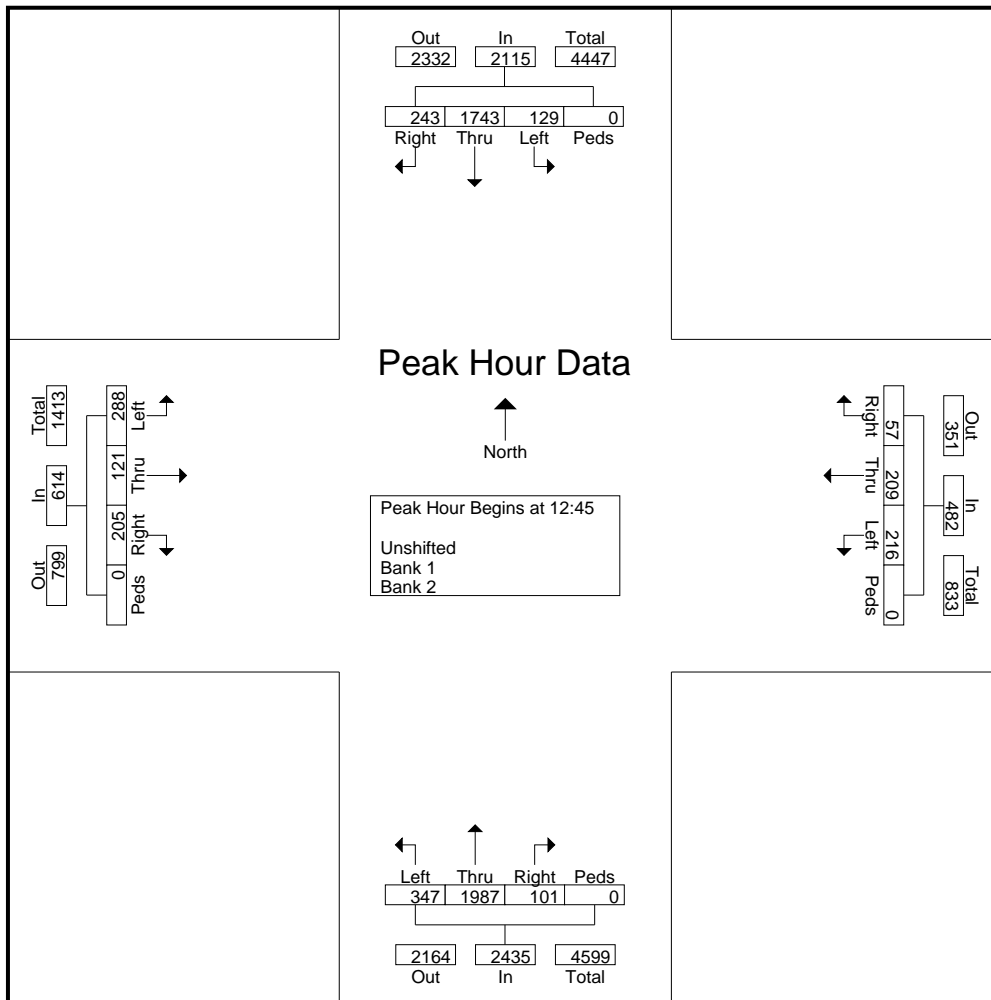 Out In Total
2332 2115 4447
243 1743 129 0
Right Thru Left Peds
Peak Hour Data
North
Peak Hour Begins at 12:45
Unshifted
Bank 1
Bank 2
Total In Out
1413 614 799
288 121 205 0
Left Thru Right Peds
Out In Total
351 482 833
57 209 216 0
Right Thru Left Peds
Left Thru Right Peds
347 1987 101 0
2164 2435 4599
Out In Total